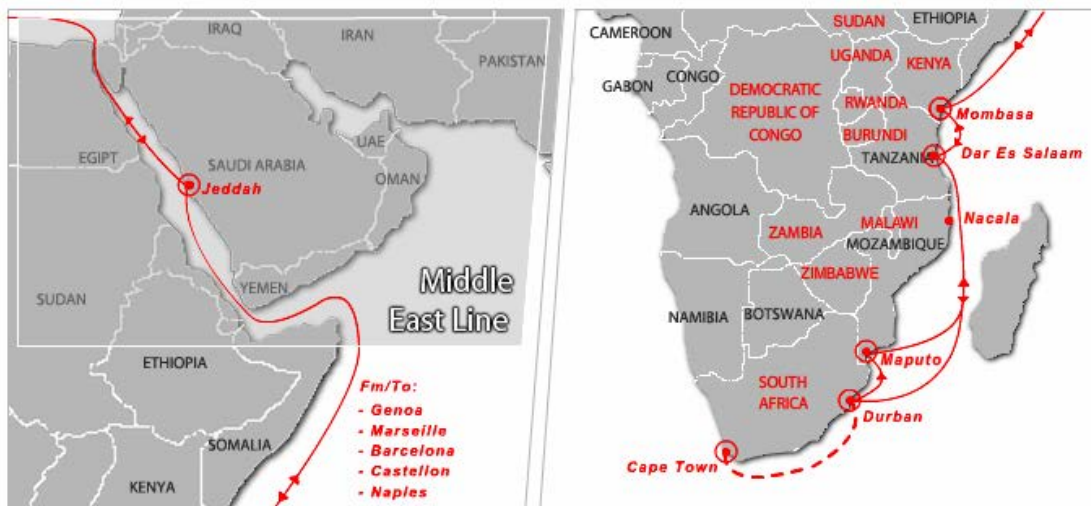 IRAQ
IRAN
PAKISTAN
EGIPT
SAUDI ARABIA
UAE
OMAN
Jeddah
YEMEN
SUDAN
Middle
East Line
ETHIOPIA
SOMALIA
KENYA
Fm/To:
- Genoa
- Marseille
- Barcelona
- Castellon
- Naples
CAMEROON
SUDAN
ETHIOPIA
UGANDA
KENYA
GABON
CONGO
DEMOCRATIC
REPUBLIC OF
CONGO
RWANDA
BURUNDI
Mombasa
TANZANIA
Dar Es Salaam
ANGOLA
ZAMBIA
MALAWI
Nacala
MOZAMBIQUE
ZIMBABWE
NAMIBIA
BOTSWANA
Maputo
SOUTH
AFRICA
Durban
Cape Town